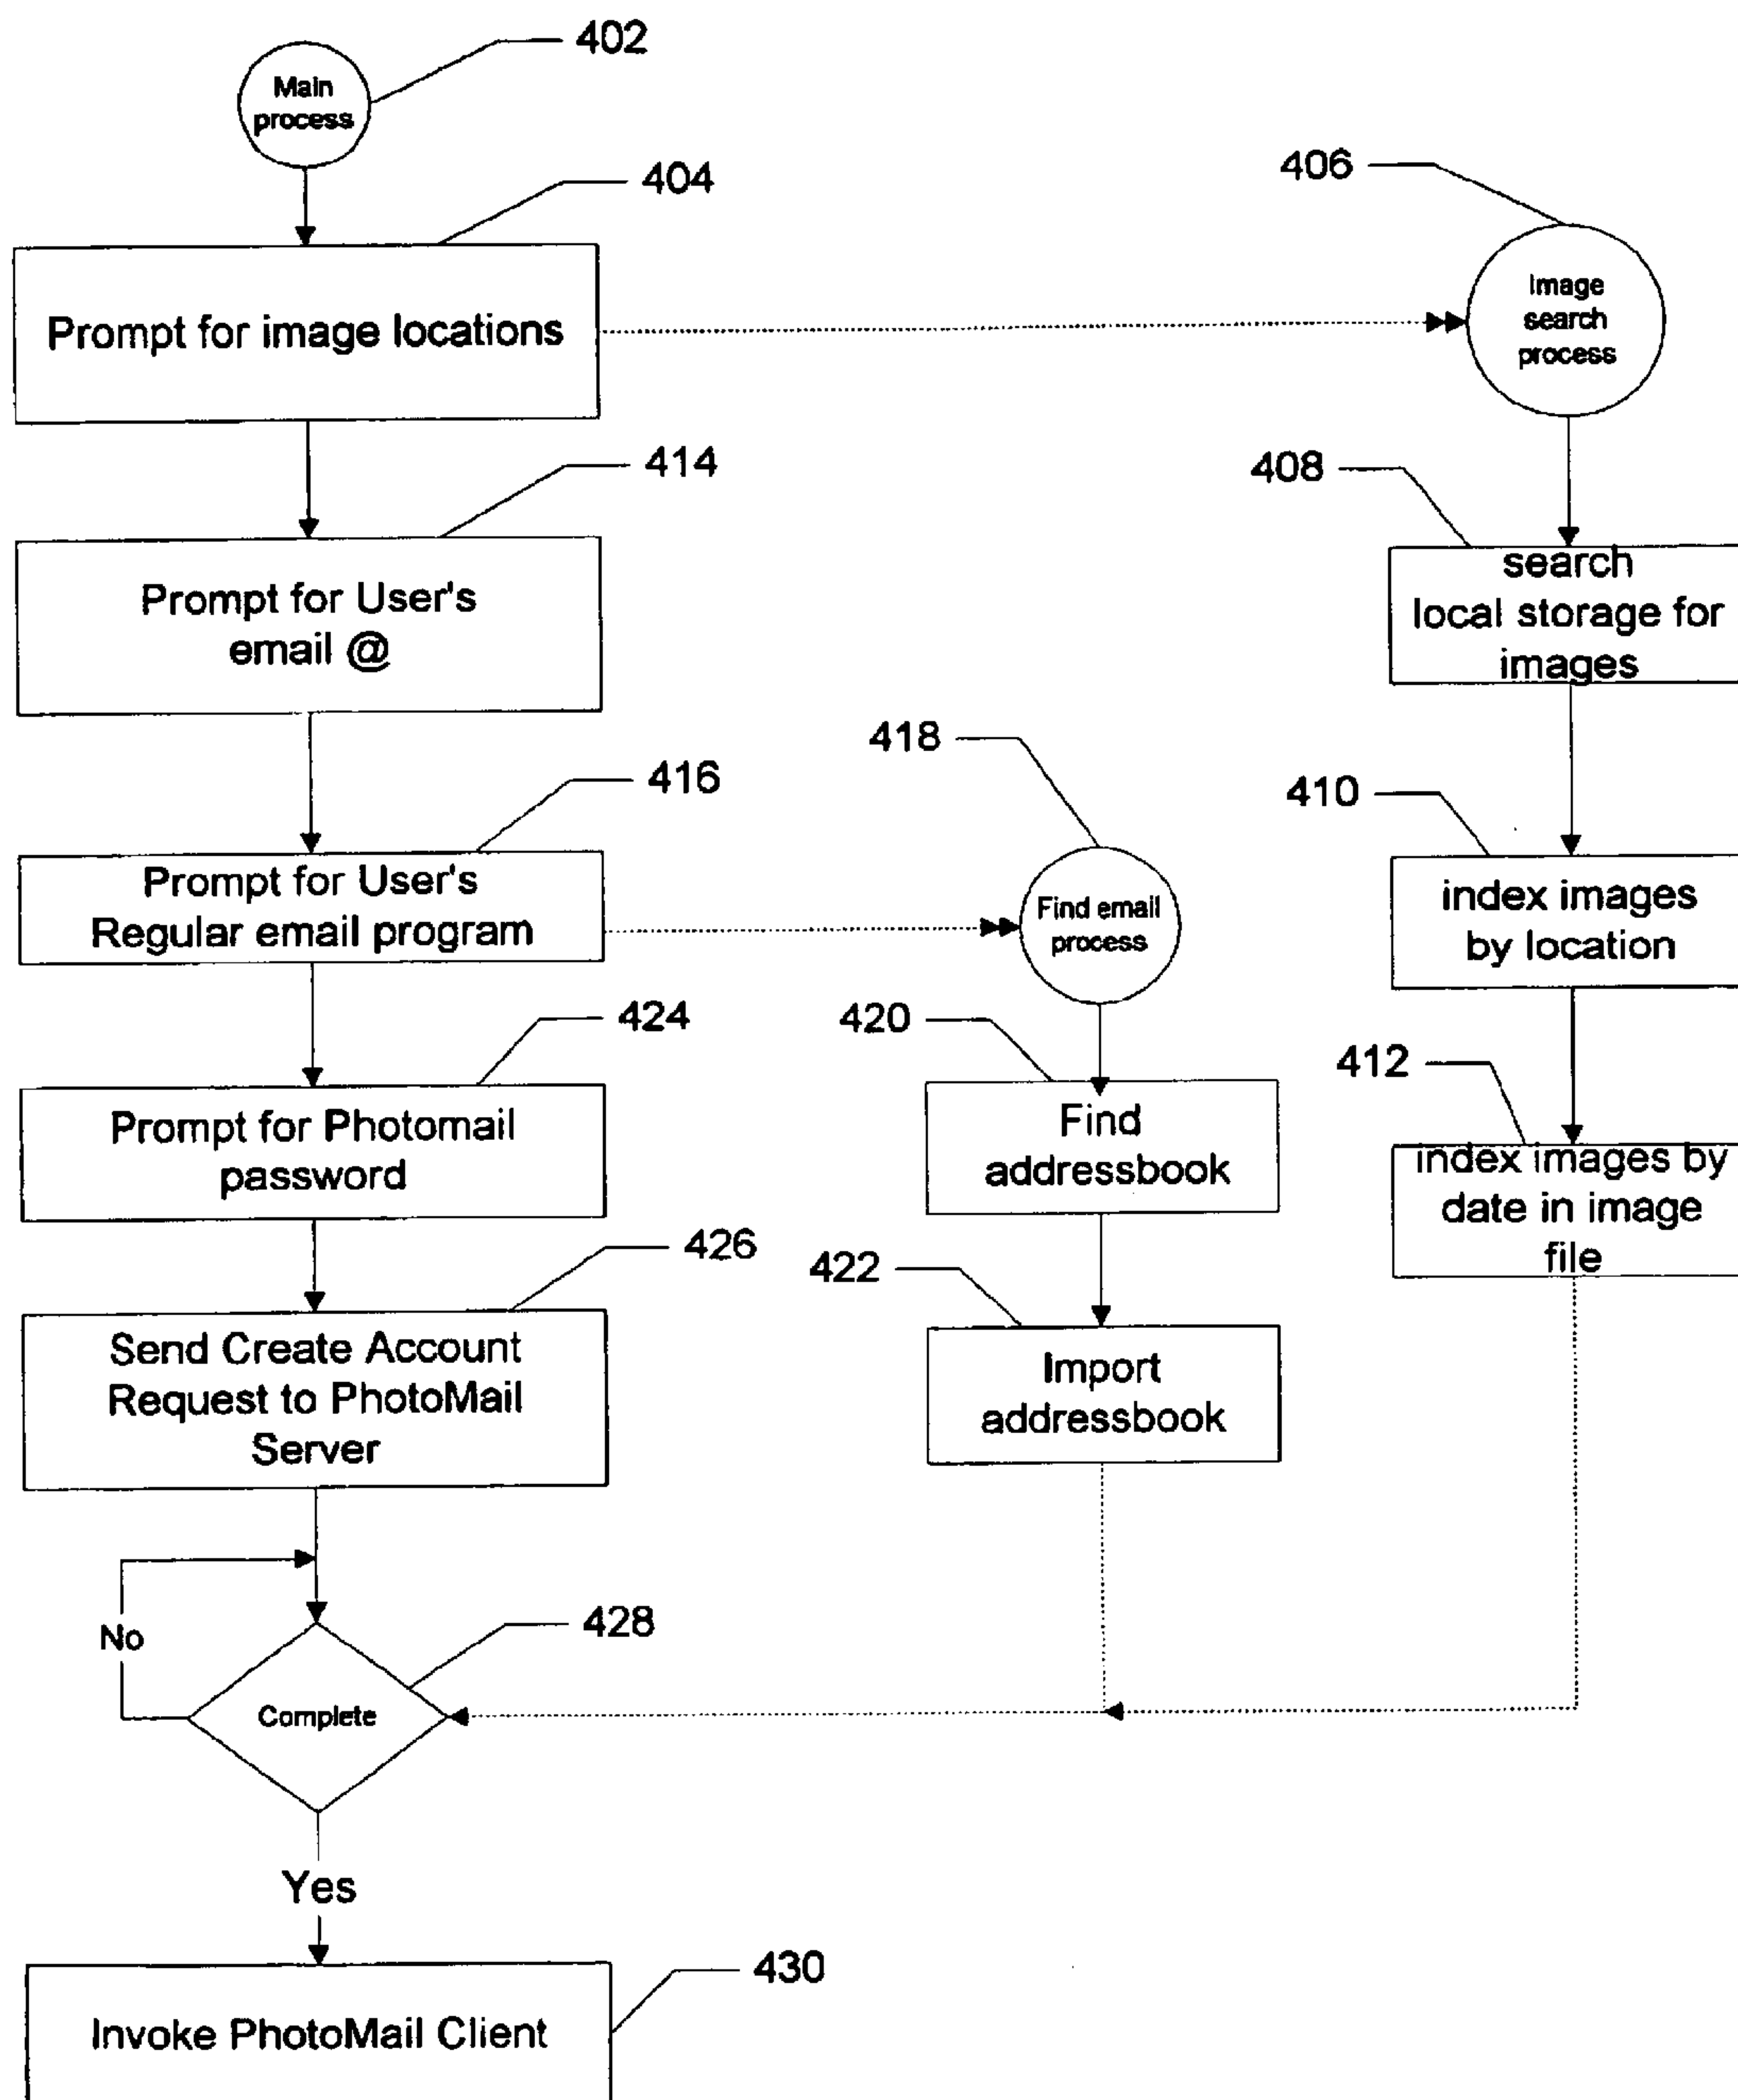 402
Main
process
404
Prompt for image locations
406
Image
search
process
414
Prompt for User's
email @
408
search
local storage for
images
416
Prompt for User's
Regular email program
418
Find email
process
410
index images
by location
424
Prompt for Photomail
password
420
Find
addressbook
412
index images by
date in image
file
426
Send Create Account
Request to PhotoMail
Server
422
Import
addressbook
No
428
Complete
Yes
430
Invoke PhotoMail Client